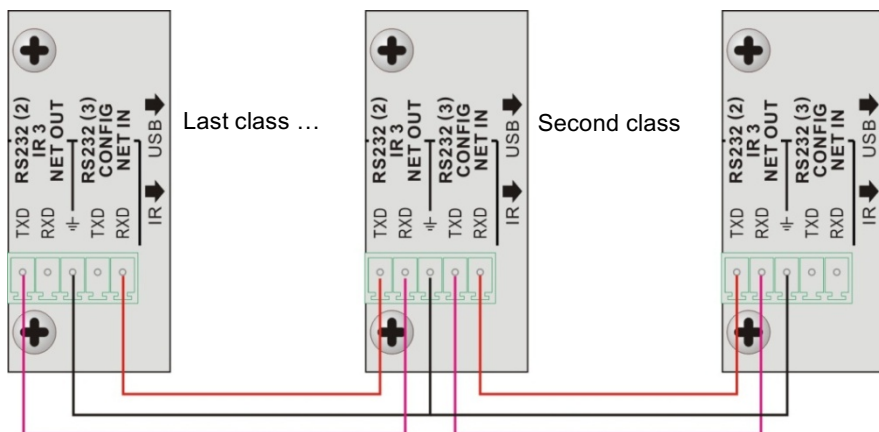 RS232 (2)
IR 3
NET OUT
RS232 (3)
CONFIG
NET IN
USB
IR
TXD
RXD
TXD
RXD
Last class …
RS232 (2)
IR 3
NET OUT
RS232 (3)
CONFIG
NET IN
USB
IR
TXD
RXD
TXD
RXD
Second class
RS232 (2)
IR 3
NET OUT
RS232 (3)
CONFIG
NET IN
USB
IR
TXD
RXD
TXD
RXD